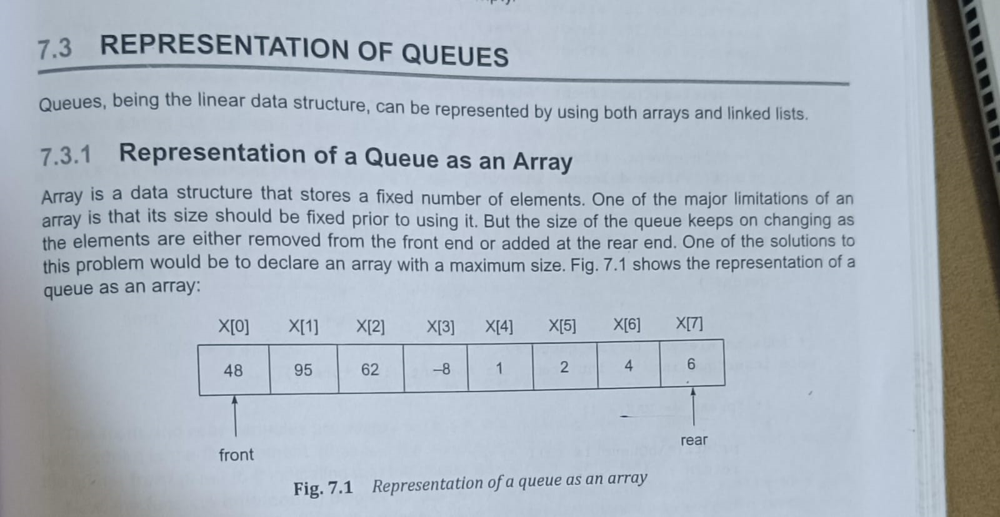 7.3 REPRESENTATION OF QUEUES
Queues, being the linear data structure, can be represented by using both arrays and linked lists.
7.3.1 Representation of a Queue as an Array
Array is a data structure that stores a fixed number of elements. One of the major limitations of an
array is that its size should be fixed prior to using it. But the size of the queue keeps on changing as
the elements are either removed from the front end or added at the rear end. One of the solutions to
this problem would be to declare an array with a maximum size. Fig. 7.1 shows the representation of a
queue as an array:
X[0] X[1] X[2] X[3] X[4] X[5] X[6] X[7]
48 95 62 –8 1 2 4 6
front rear
Fig. 7.1 Representation of a queue as an array